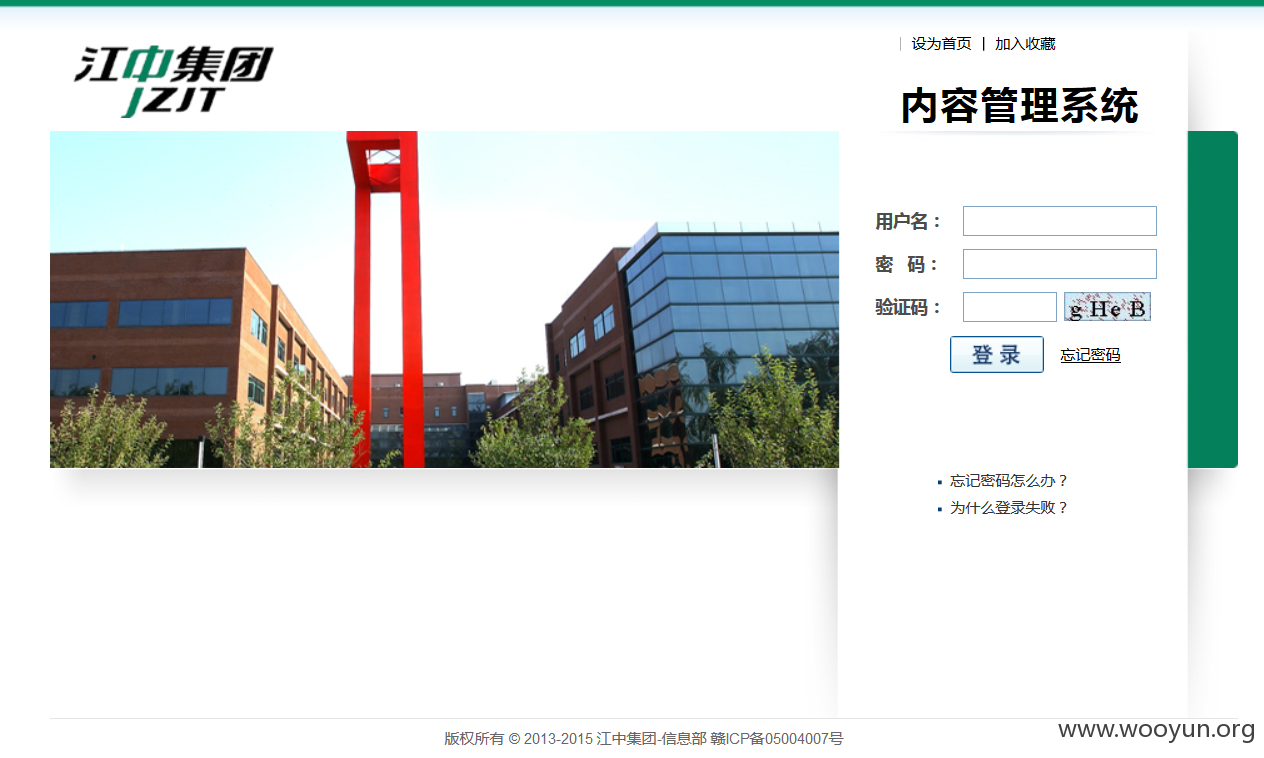 设为首页 | 加入收藏
江中集团
JZJT
内容管理系统
用户名：
密 码：
验证码：
g He B
登 录
忘记密码
忘记密码怎么办？
为什么登录失败？
版权所有 © 2013-2015 江中集团-信息部 赣ICP备05004007号
www.wooyun.org